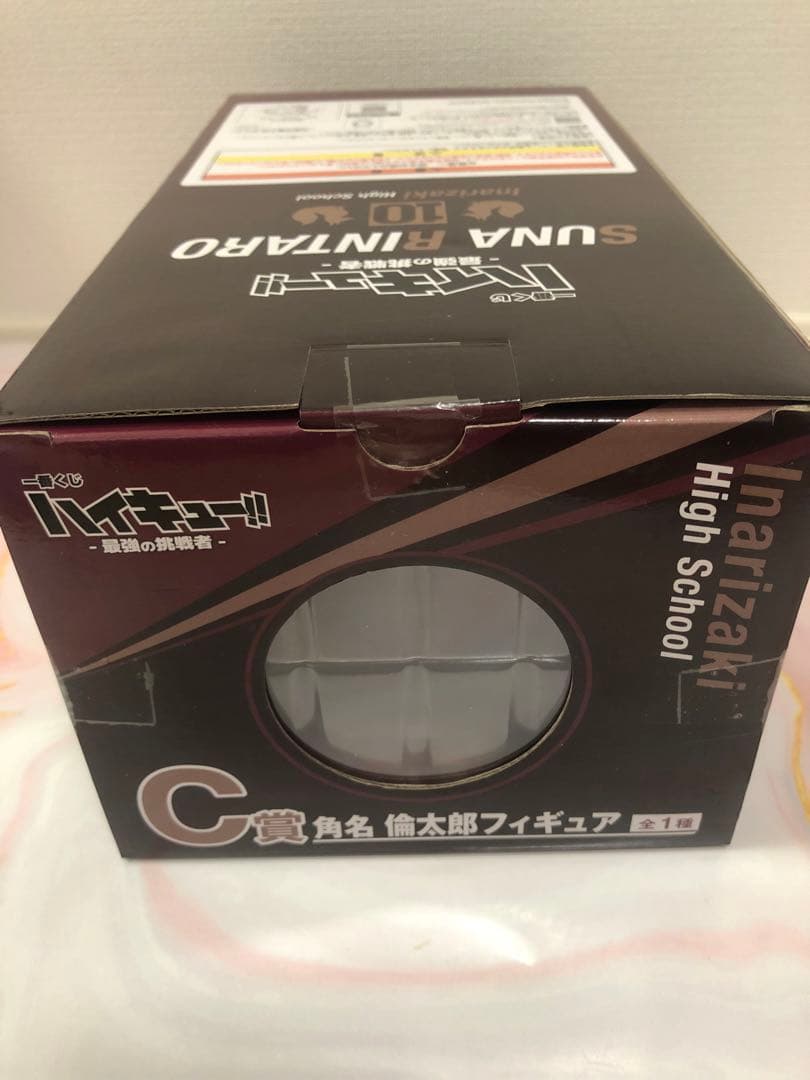 Inarizaki High School
10
SUNA RINTARO
- 最強の挑戦者 -
ハイキュー!!
一番くじ
一番くじ
ハイキュー!!
- 最強の挑戦者 -
Inarizaki
High School
C賞 角名 倫太郎フィギュア 全1種